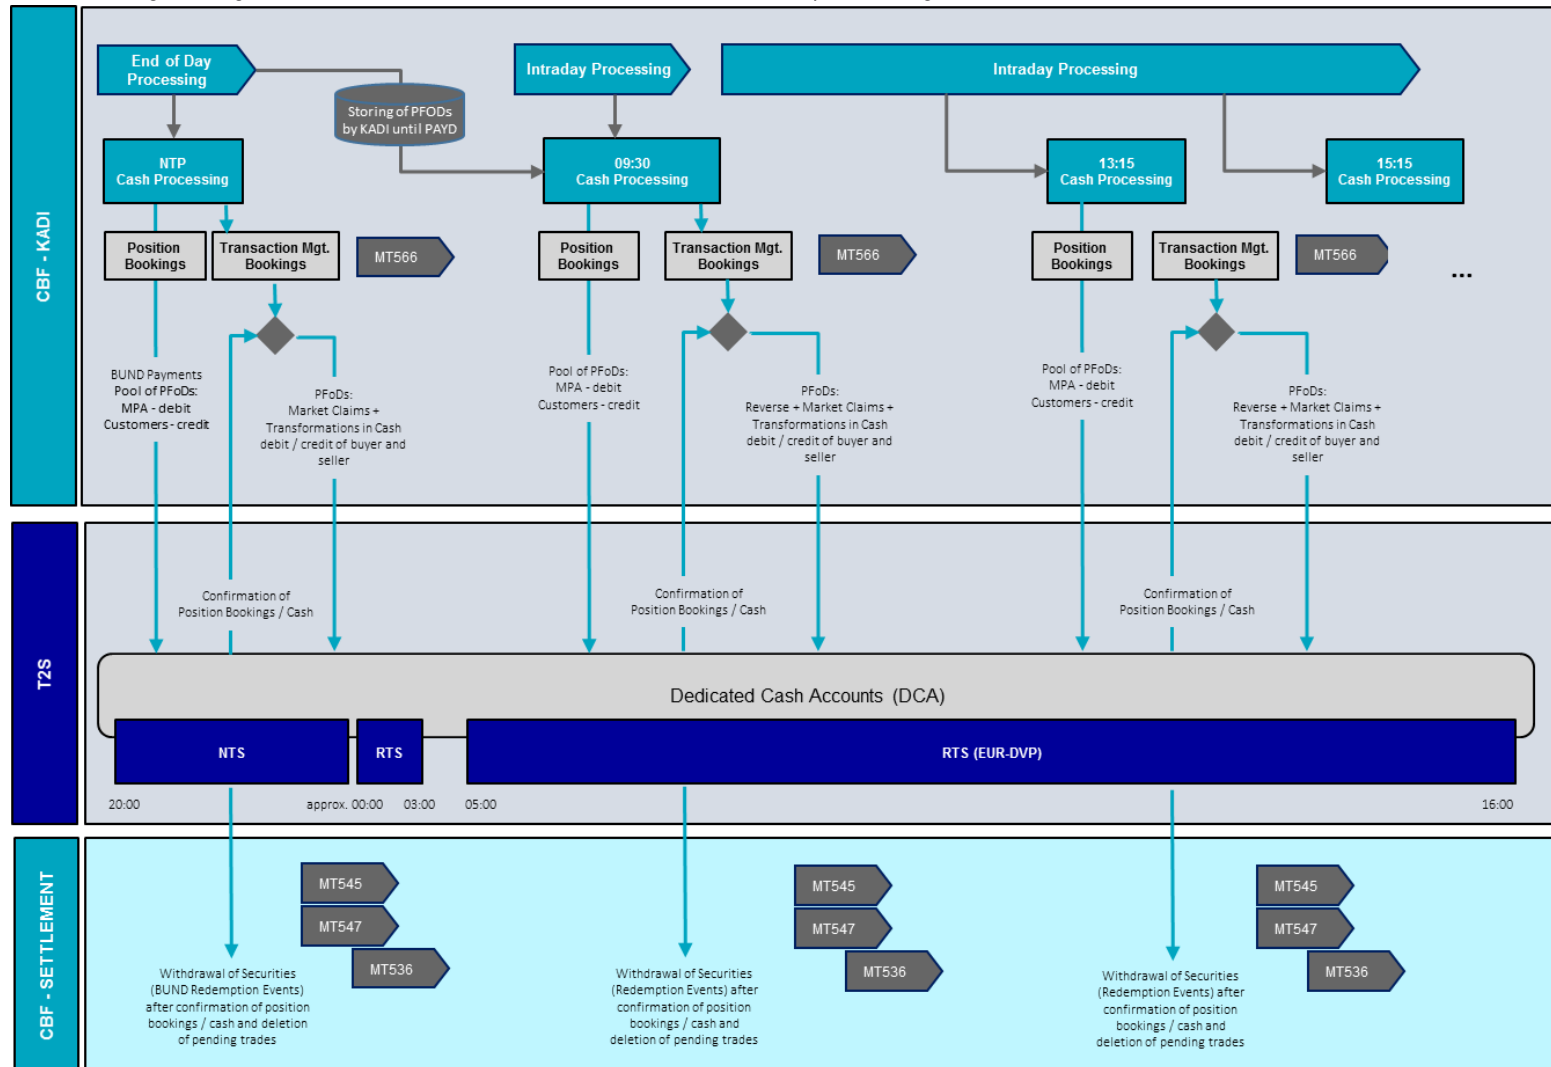 CBF - KADI
End of Day
Processing
Intraday Processing
Intraday Processing
Storing of PFODs
by KADI until PAYD
NTP
Cash Processing
09:30
Cash Processing
13:15
Cash Processing
15:15
Cash Processing
Position
Bookings
Transaction Mgt.
Bookings
MT566
Position
Bookings
Transaction Mgt.
Bookings
MT566
Position
Bookings
Transaction Mgt.
Bookings
MT566
...
BUND Payments
Pool of PFoDs:
MPA - debit
Customers - credit
PFoDs:
Market Claims +
Transformations in Cash
debit / credit of buyer and
seller
Pool of PFoDs:
MPA - debit
Customers - credit
PFoDs:
Reverse + Market Claims +
Transformations in Cash
debit / credit of buyer and
seller
Pool of PFoDs:
MPA - debit
Customers - credit
PFoDs:
Reverse + Market Claims +
Transformations in Cash
debit / credit of buyer and
seller
T2S
Confirmation of
Position Bookings / Cash
Confirmation of
Position Bookings / Cash
Confirmation of
Position Bookings / Cash
Dedicated Cash Accounts (DCA)
NTS
RTS
RTS (EUR-DVP)
20:00
approx. 00:00
03:00
05:00
16:00
CBF - SETTLEMENT
MT545
MT547
MT536
MT545
MT547
MT536
MT545
MT547
MT536
Withdrawal of Securities
(BUND Redemption Events)
after confirmation of position
bookings / cash and deletion
of pending trades
Withdrawal of Securities
(Redemption Events) after
confirmation of position
bookings / cash and
deletion of pending trades
Withdrawal of Securities
(Redemption Events) after
confirmation of position
bookings / cash and
deletion of pending trades